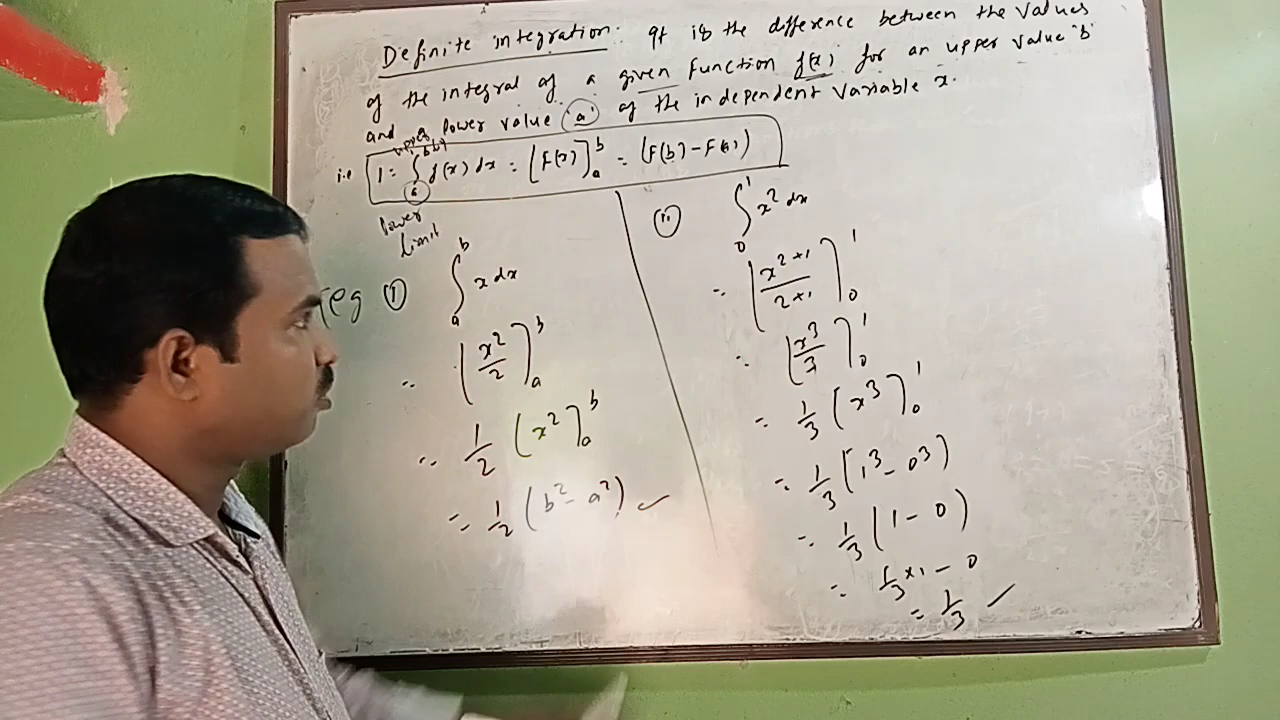 Definite integration: It is the difference between the values
of the integral of a given function f(x) for an upper value 'b'
and lower value 'a' of the independent variable x.
i.e I = ∫ₐᵇ f(x) dx = [F(x)]ₐᵇ = (F(b) - F(a))
lower
limit
eg ① ∫ₐᵇ x dx
= [x²/2]ₐᵇ
= 1/2 [x²]ₐᵇ
= 1/2 (b² - a²) ✓
② ∫₀¹ x² dx
= [x²⁺¹/2+1]₀¹
= [x³/3]₀¹
= 1/3 [x³]₀¹
= 1/3 (1³ - 0³)
= 1/3 (1 - 0)
= 1/3 × 1 - 0
= 1/3 ✓